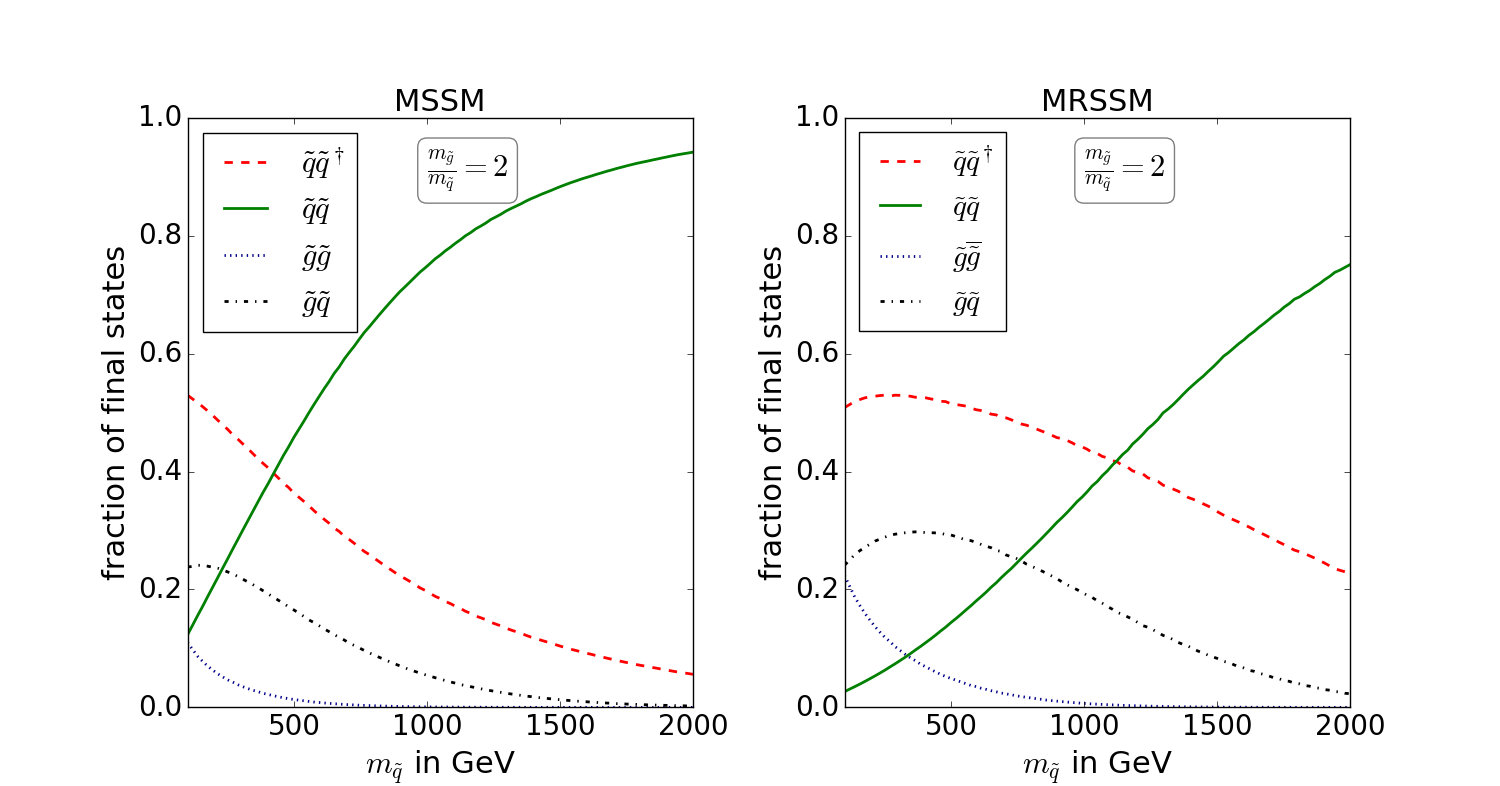 MSSM
1.0
0.8
0.6
0.4
0.2
0.0
fraction of final states
q̃q̃†
q̃q̃
g̃g̃
g̃q̃
m_g̃/m_q̃ = 2
500 1000 1500 2000
m_q̃ in GeV
MRSSM
1.0
0.8
0.6
0.4
0.2
0.0
fraction of final states
q̃q̃†
q̃q̃
g̃g̃̅
g̃q̃
m_g̃/m_q̃ = 2
500 1000 1500 2000
m_q̃ in GeV